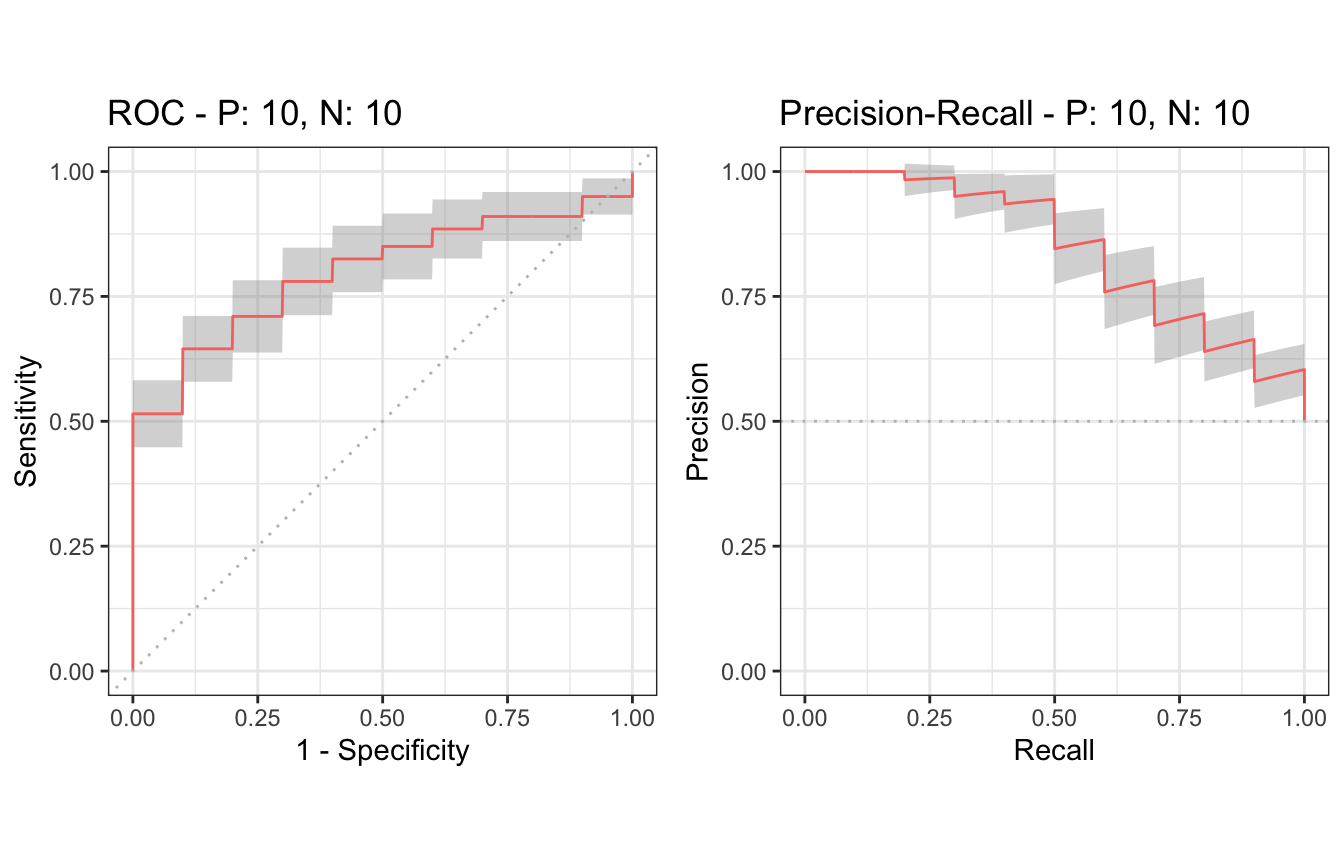 ROC - P: 10, N: 10
Sensitivity
1.00
0.75
0.50
0.25
0.00
0.00 0.25 0.50 0.75 1.00
1 - Specificity
Precision-Recall - P: 10, N: 10
Precision
1.00
0.75
0.50
0.25
0.00
0.00 0.25 0.50 0.75 1.00
Recall